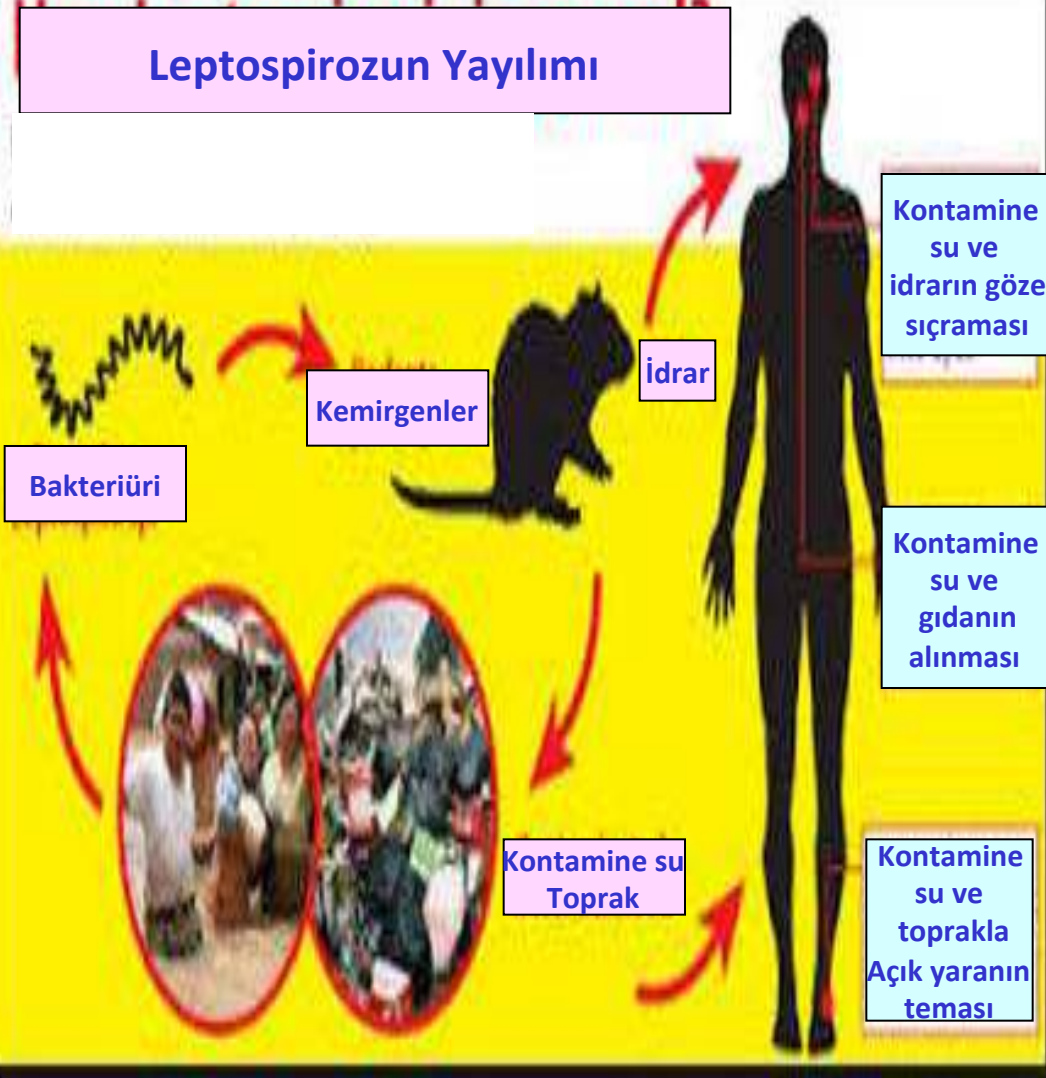 Leptospirozun Yayılımı
Kontamine
su ve
idrarın göze
sıçraması
İdrar
Kemirgenler
Bakteriüri
Kontamine
su ve
gıdanın
alınması
Kontamine su
Toprak
Kontamine
su ve
toprakla
Açık yaranın
teması